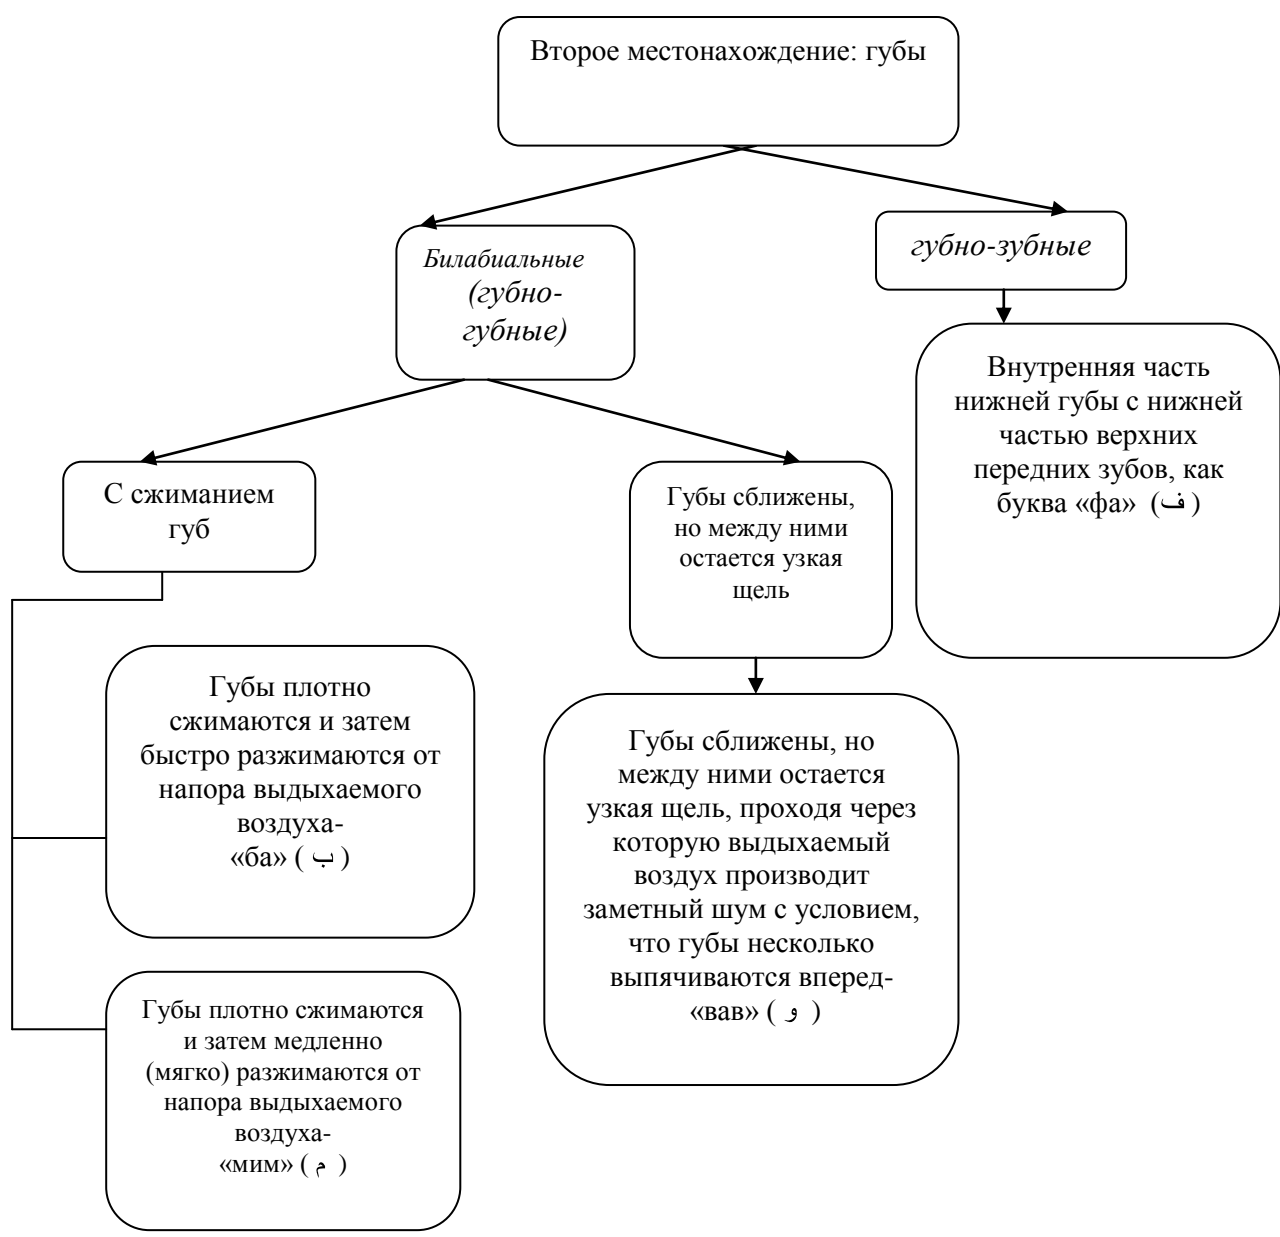 Второе местонахождение: губы
Билабиальные
(губно-
губные)
губно-зубные
Внутренняя часть
нижней губы с нижней
частью верхних
передних зубов, как
буква «фа» (ف)
С сжиманием
губ
Губы сближены,
но между ними
остается узкая
щель
Губы плотно
сжимаются и затем
быстро разжимаются от
напора выдыхаемого
воздуха-
«ба» ( ب )
Губы сближены, но
между ними остается
узкая щель, проходя через
которую выдыхаемый
воздух производит
заметный шум с условием,
что губы несколько
выпячиваются вперед-
«вав» ( و )
Губы плотно сжимаются
и затем медленно
(мягко) разжимаются от
напора выдыхаемого
воздуха-
«мим» ( م )